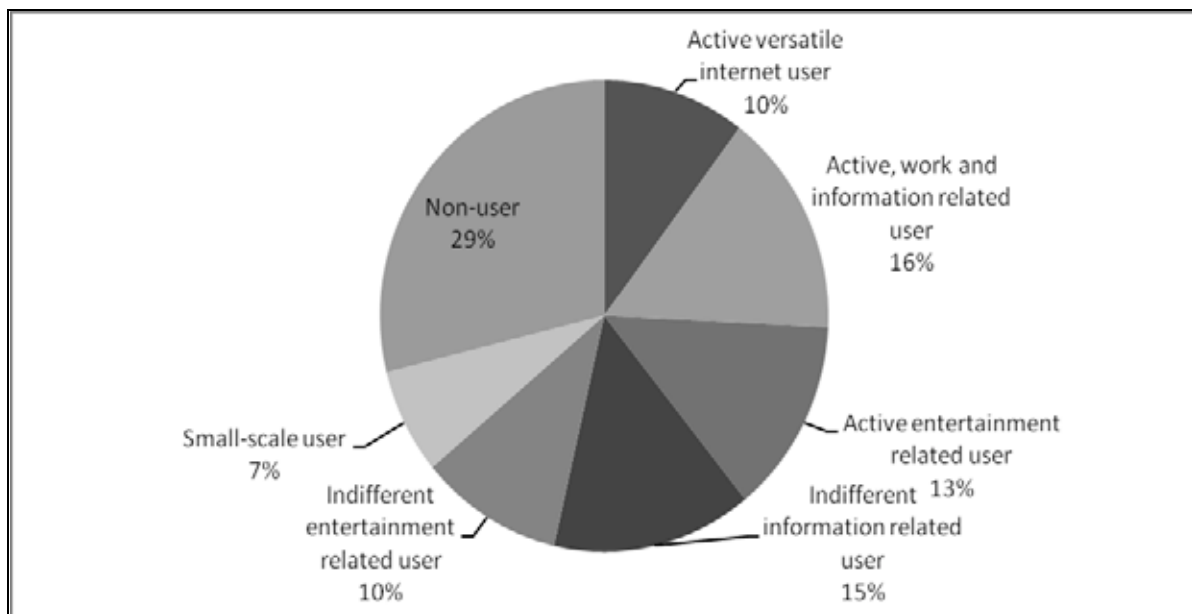 Active versatile
internet user
10%
Active, work and
information related
user
16%
Active entertainment
related user
13%
Indifferent
information related
user
15%
Indifferent
entertainment
related user
10%
Small-scale user
7%
Non-user
29%